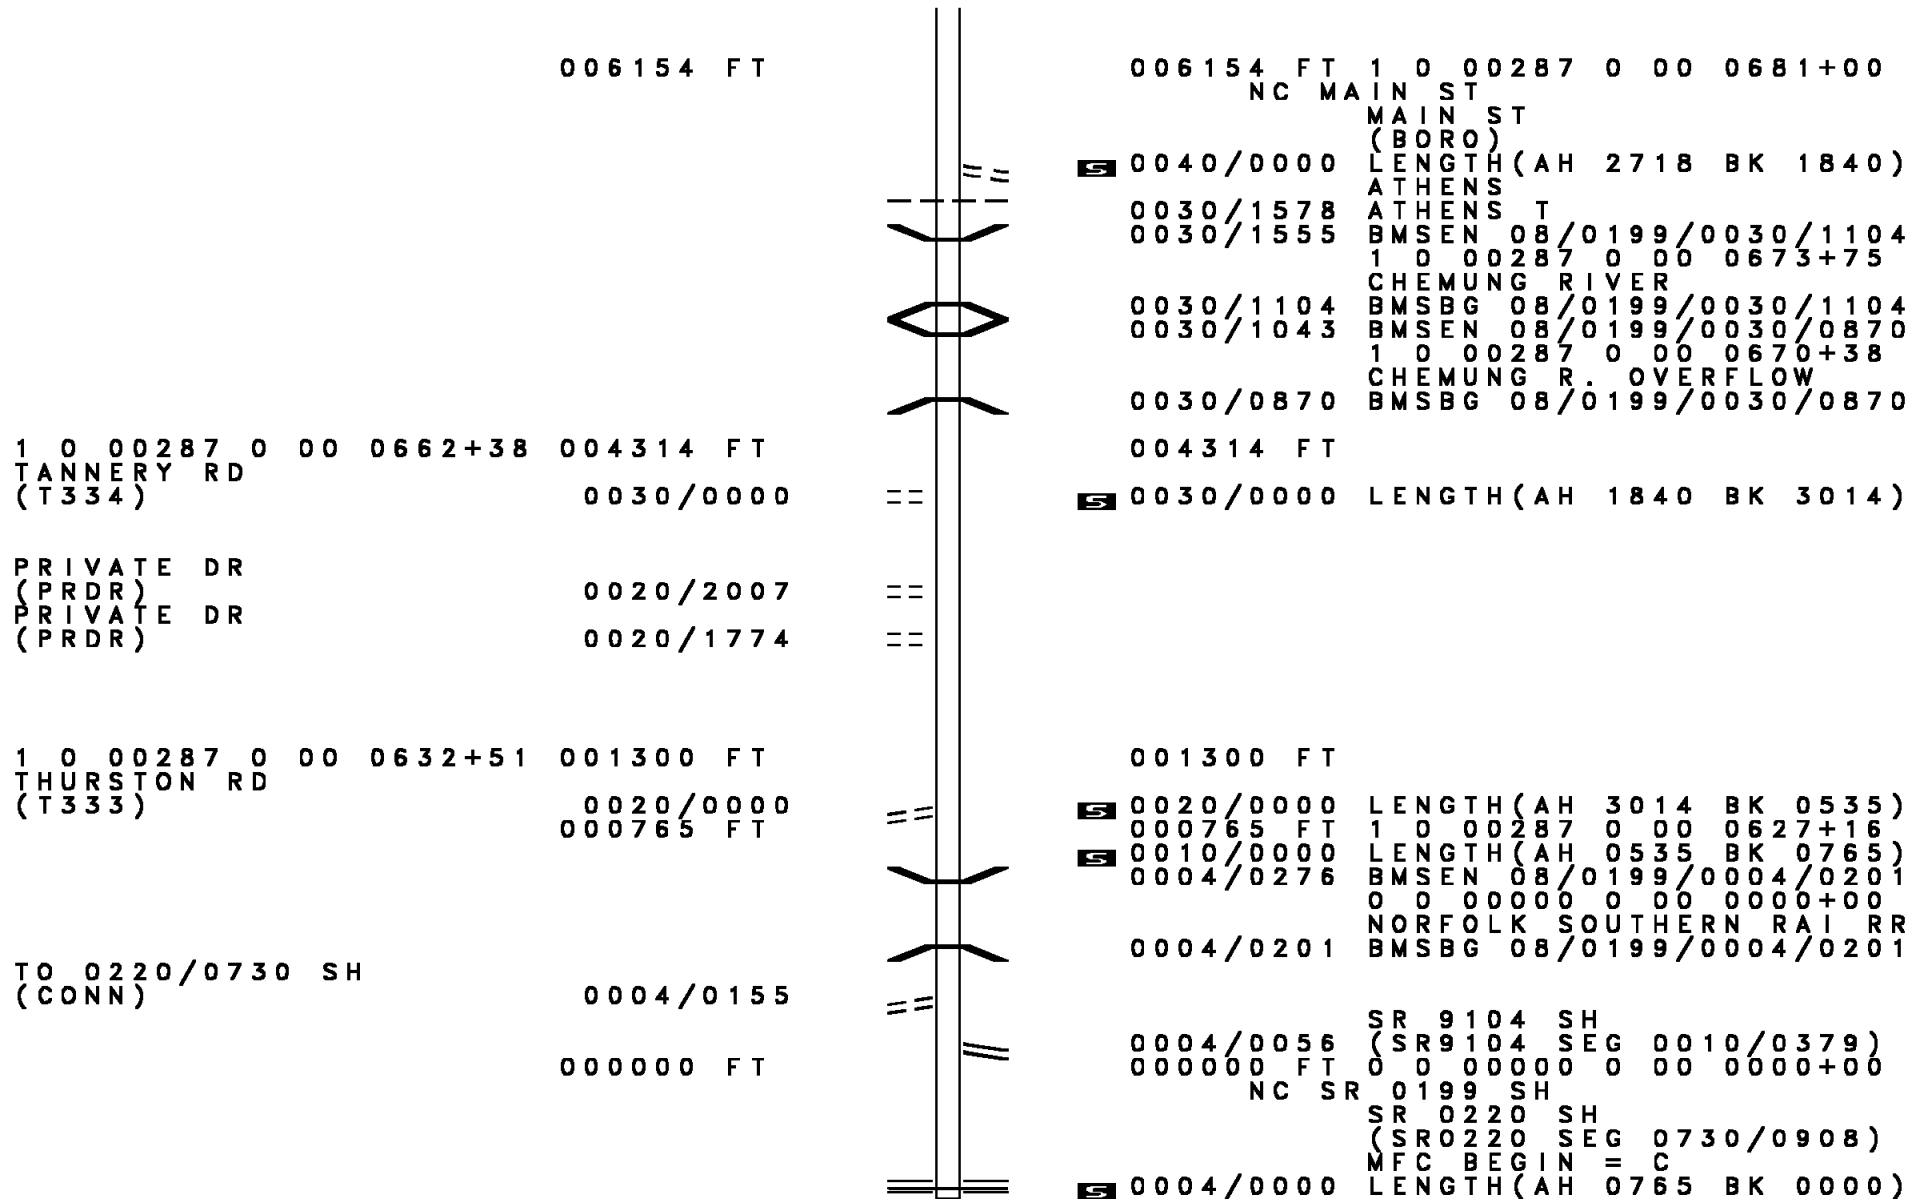 006154 FT 006154 FT 1 0 00287 0 00 0681+00
NC MAIN ST
MAIN ST
(BORO)
S 0040/0000 LENGTH(AH 2718 BK 1840)
ATHENS
0030/1578 ATHENS T
0030/1555 BMSEN 08/0199/0030/1104
1 0 00287 0 00 0673+75
CHEMUNG RIVER
0030/1104 BMSBG 08/0199/0030/1104
0030/1043 BMSEN 08/0199/0030/0870
1 0 00287 0 00 0670+38
CHEMUNG R. OVERFLOW
0030/0870 BMSBG 08/0199/0030/0870
1 0 00287 0 00 0662+38 004314 FT 004314 FT
TANNERY RD
(T334) 0030/0000 S 0030/0000 LENGTH(AH 1840 BK 3014)
PRIVATE DR
(PRDR) 0020/2007
PRIVATE DR
(PRDR) 0020/1774
1 0 00287 0 00 0632+51 001300 FT 001300 FT
THURSTON RD
(T333) 0020/0000 S 0020/0000 LENGTH(AH 3014 BK 0535)
000765 FT 000765 FT 1 0 00287 0 00 0627+16
S 0010/0000 LENGTH(AH 0535 BK 0765)
0004/0276 BMSEN 08/0199/0004/0201
0 0 00000 0 00 0000+00
NORFOLK SOUTHERN RAI RR
0004/0201 BMSBG 08/0199/0004/0201
TO 0220/0730 SH
(CONN) 0004/0155
SR 9104 SH
0004/0056 (SR9104 SEG 0010/0379)
000000 FT 000000 FT 0 0 00000 0 00 0000+00
NC SR 0199 SH
SR 0220 SH
(SR0220 SEG 0730/0908)
MFC BEGIN = C
S 0004/0000 LENGTH(AH 0765 BK 0000)